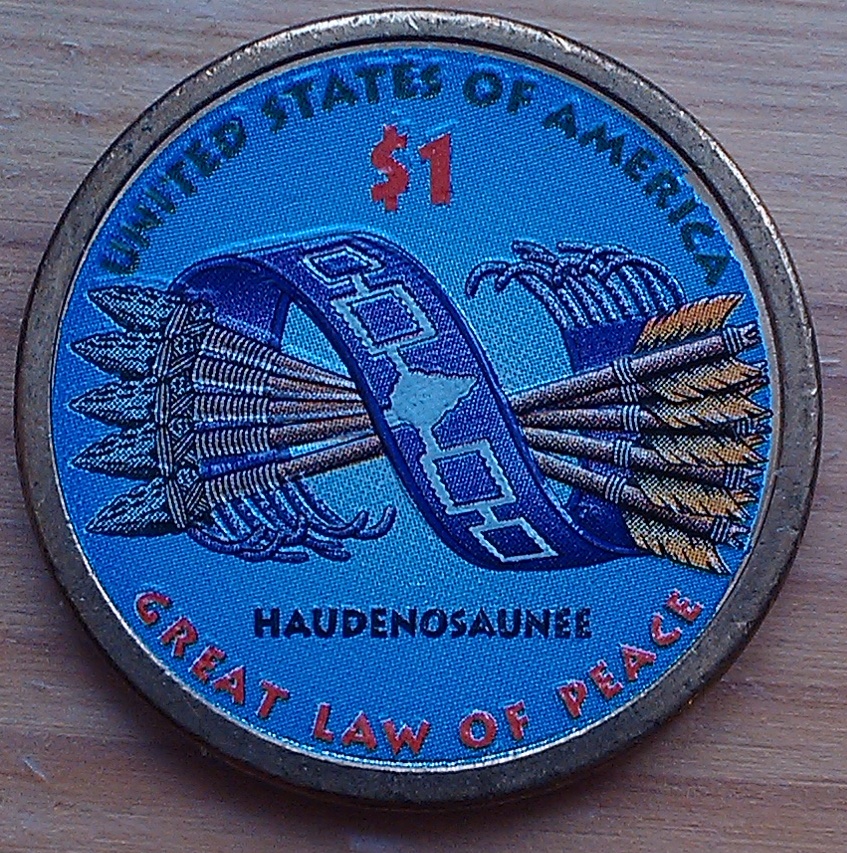 UNITED STATES OF AMERICA
$1
HAUDENOSAUNEE
GREAT LAW OF PEACE